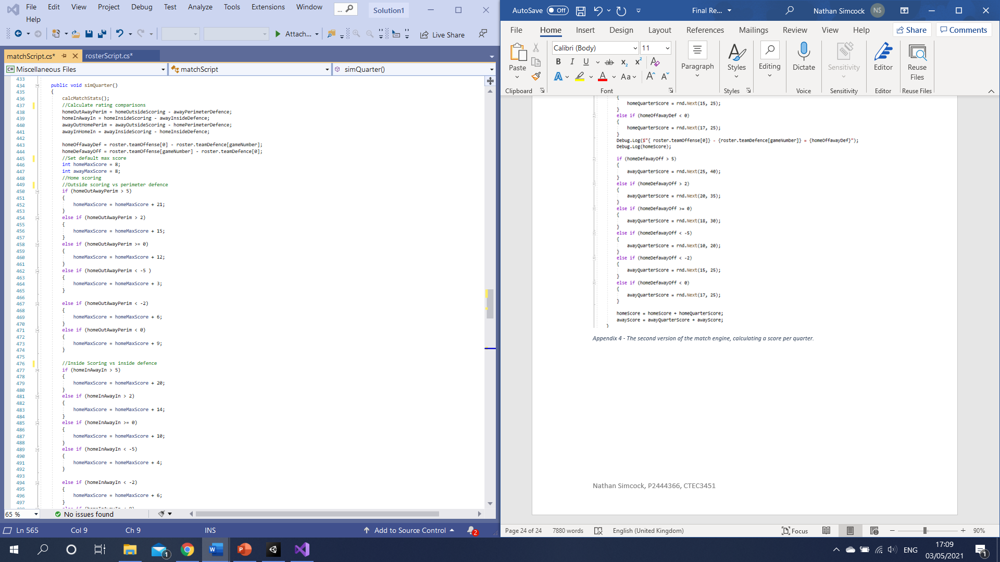 File Edit View Project Debug Test Analyze Tools Extensions Window ... Solution1
Help
Attach... Live Share
matchScript.cs* rosterScript.cs*
Miscellaneous Files matchScript simQuarter()
433
434 public void simQuarter()
435 {
436 calcMatchStats();
437 //Calculate rating comparisons
438 homeOutAwayPerim = homeOutsideScoring - awayPerimeterDefence;
439 homeInAwayIn = homeInsideScoring - awayInsideDefence;
440 awayOutHomePerim = awayOutsideScoring - homePerimeterDefence;
441 awayInHomeIn = awayInsideScoring - homeInsideDefence;
442
443 homeOffawayDef = roster.teamOffense[0] - roster.teamDefence[gameNumber];
444 homeDefawayOff = roster.teamOffense[gameNumber] - roster.teamDefence[0];
445 //Set default max score
446 int homeMaxScore = 8;
447 int awayMaxScore = 8;
448 //Home scoring
449 //Outside scoring vs perimeter defence
450 if (homeOutAwayPerim > 5)
451 {
452 homeMaxScore = homeMaxScore + 21;
453 }
454 else if (homeOutAwayPerim > 2)
455 {
456 homeMaxScore = homeMaxScore + 15;
457 }
458 else if (homeOutAwayPerim >= 0)
459 {
460 homeMaxScore = homeMaxScore + 12;
461 }
462 else if (homeOutAwayPerim < -5 )
463 {
464 homeMaxScore = homeMaxScore + 3;
465 }
466
467 else if (homeOutAwayPerim < -2)
468 {
469 homeMaxScore = homeMaxScore + 6;
470 }
471 else if (homeOutAwayPerim < 0)
472 {
473 homeMaxScore = homeMaxScore + 9;
474 }
475
476 //Inside Scoring vs inside defence
477 if (homeInAwayIn > 5)
478 {
479 homeMaxScore = homeMaxScore + 20;
480 }
481 else if (homeInAwayIn > 2)
482 {
483 homeMaxScore = homeMaxScore + 14;
484 }
485 else if (homeInAwayIn >= 0)
486 {
487 homeMaxScore = homeMaxScore + 10;
488 }
489 else if (homeInAwayIn < -5)
490 {
491 homeMaxScore = homeMaxScore + 4;
492 }
493
494 else if (homeInAwayIn < -2)
495 {
496 homeMaxScore = homeMaxScore + 6;
497 }
65 % No issues found
Ln 565 Col 9 Ch 9 INS Add to Source Control 2
AutoSave Off Final Re... Nathan Simcock NS
File Home Insert Design Layout References Mailings Review View Help Share Comments
Calibri (Body) 11
Paste Paragraph Styles Editing Dictate Sensitivity Editor Reuse Files
Clipboard Font Styles Voice Sensitivity Editor Reuse Files
{
homeQuarterScore = rnd.Next(15, 25);
}
else if (homeOffawayDef < 0)
{
homeQuarterScore = rnd.Next(17, 25);
}
Debug.Log($"{ roster.teamOffense[0]} - {roster.teamDefence[gameNumber]} = {homeOffawayDef}");
Debug.Log(homeScore);
if (homeDefawayOff > 5)
{
awayQuarterScore = rnd.Next(25, 40);
}
else if (homeDefawayOff > 2)
{
awayQuarterScore = rnd.Next(20, 35);
}
else if (homeDefawayOff >= 0)
{
awayQuarterScore = rnd.Next(18, 30);
}
else if (homeDefawayOff < -5)
{
awayQuarterScore = rnd.Next(10, 20);
}
else if (homeDefawayOff < -2)
{
awayQuarterScore = rnd.Next(15, 25);
}
else if (homeDefawayOff < 0)
{
awayQuarterScore = rnd.Next(17, 25);
}
homeScore = homeScore + homeQuarterScore;
awayScore = awayQuarterScore + awayScore;
}
Appendix 4 - The second version of the match engine, calculating a score per quarter.
Nathan Simcock, P2444366, CTEC3451
Page 24 of 24 7880 words English (United Kingdom) Focus 90%
1 ENG 17:09
03/05/2021 1